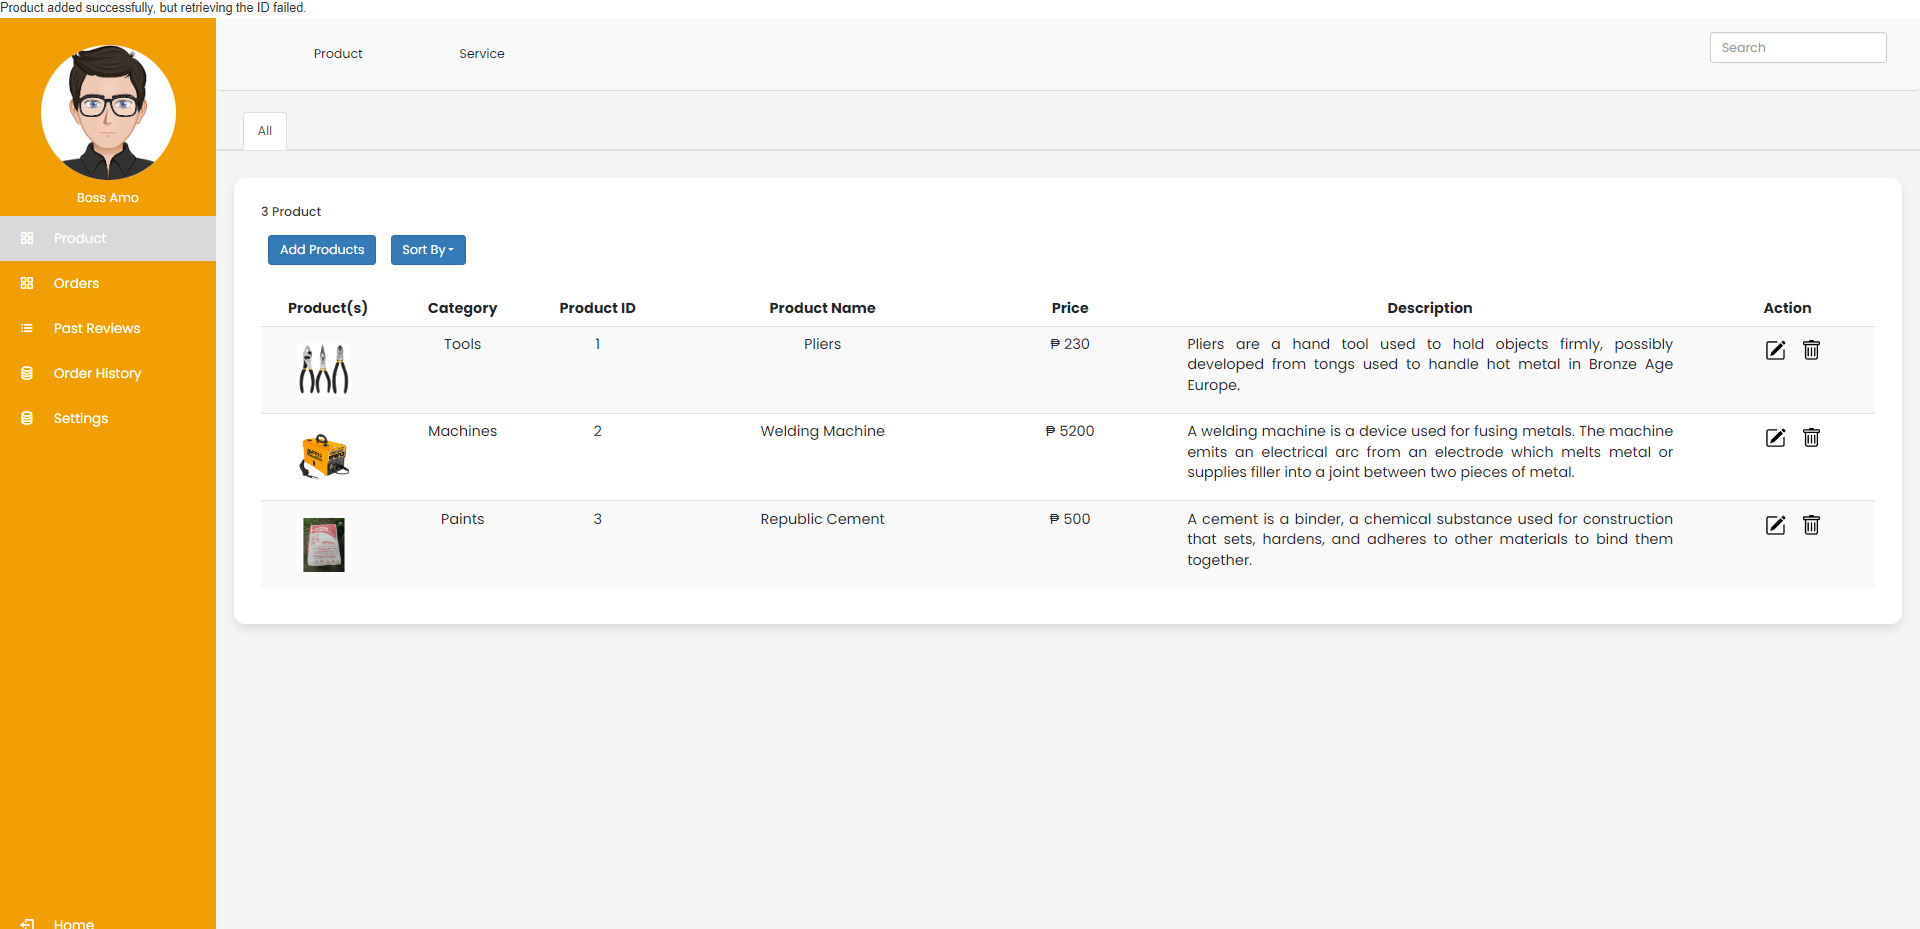 Product added successfully, but retrieving the ID failed.
Product Service Search
Boss Amo
All
Product
Orders
Past Reviews
Order History
Settings
Home
3 Product
Add Products Sort By
Product(s) Category Product ID Product Name Price Description Action
Tools 1 Pliers ₱ 230 Pliers are a hand tool used to hold objects firmly, possibly
developed from tongs used to handle hot metal in Bronze Age
Europe.
Machines 2 Welding Machine ₱ 5200 A welding machine is a device used for fusing metals. The machine
emits an electrical arc from an electrode which melts metal or
supplies filler into a joint between two pieces of metal.
Paints 3 Republic Cement ₱ 500 A cement is a binder, a chemical substance used for construction
that sets, hardens, and adheres to other materials to bind them
together.